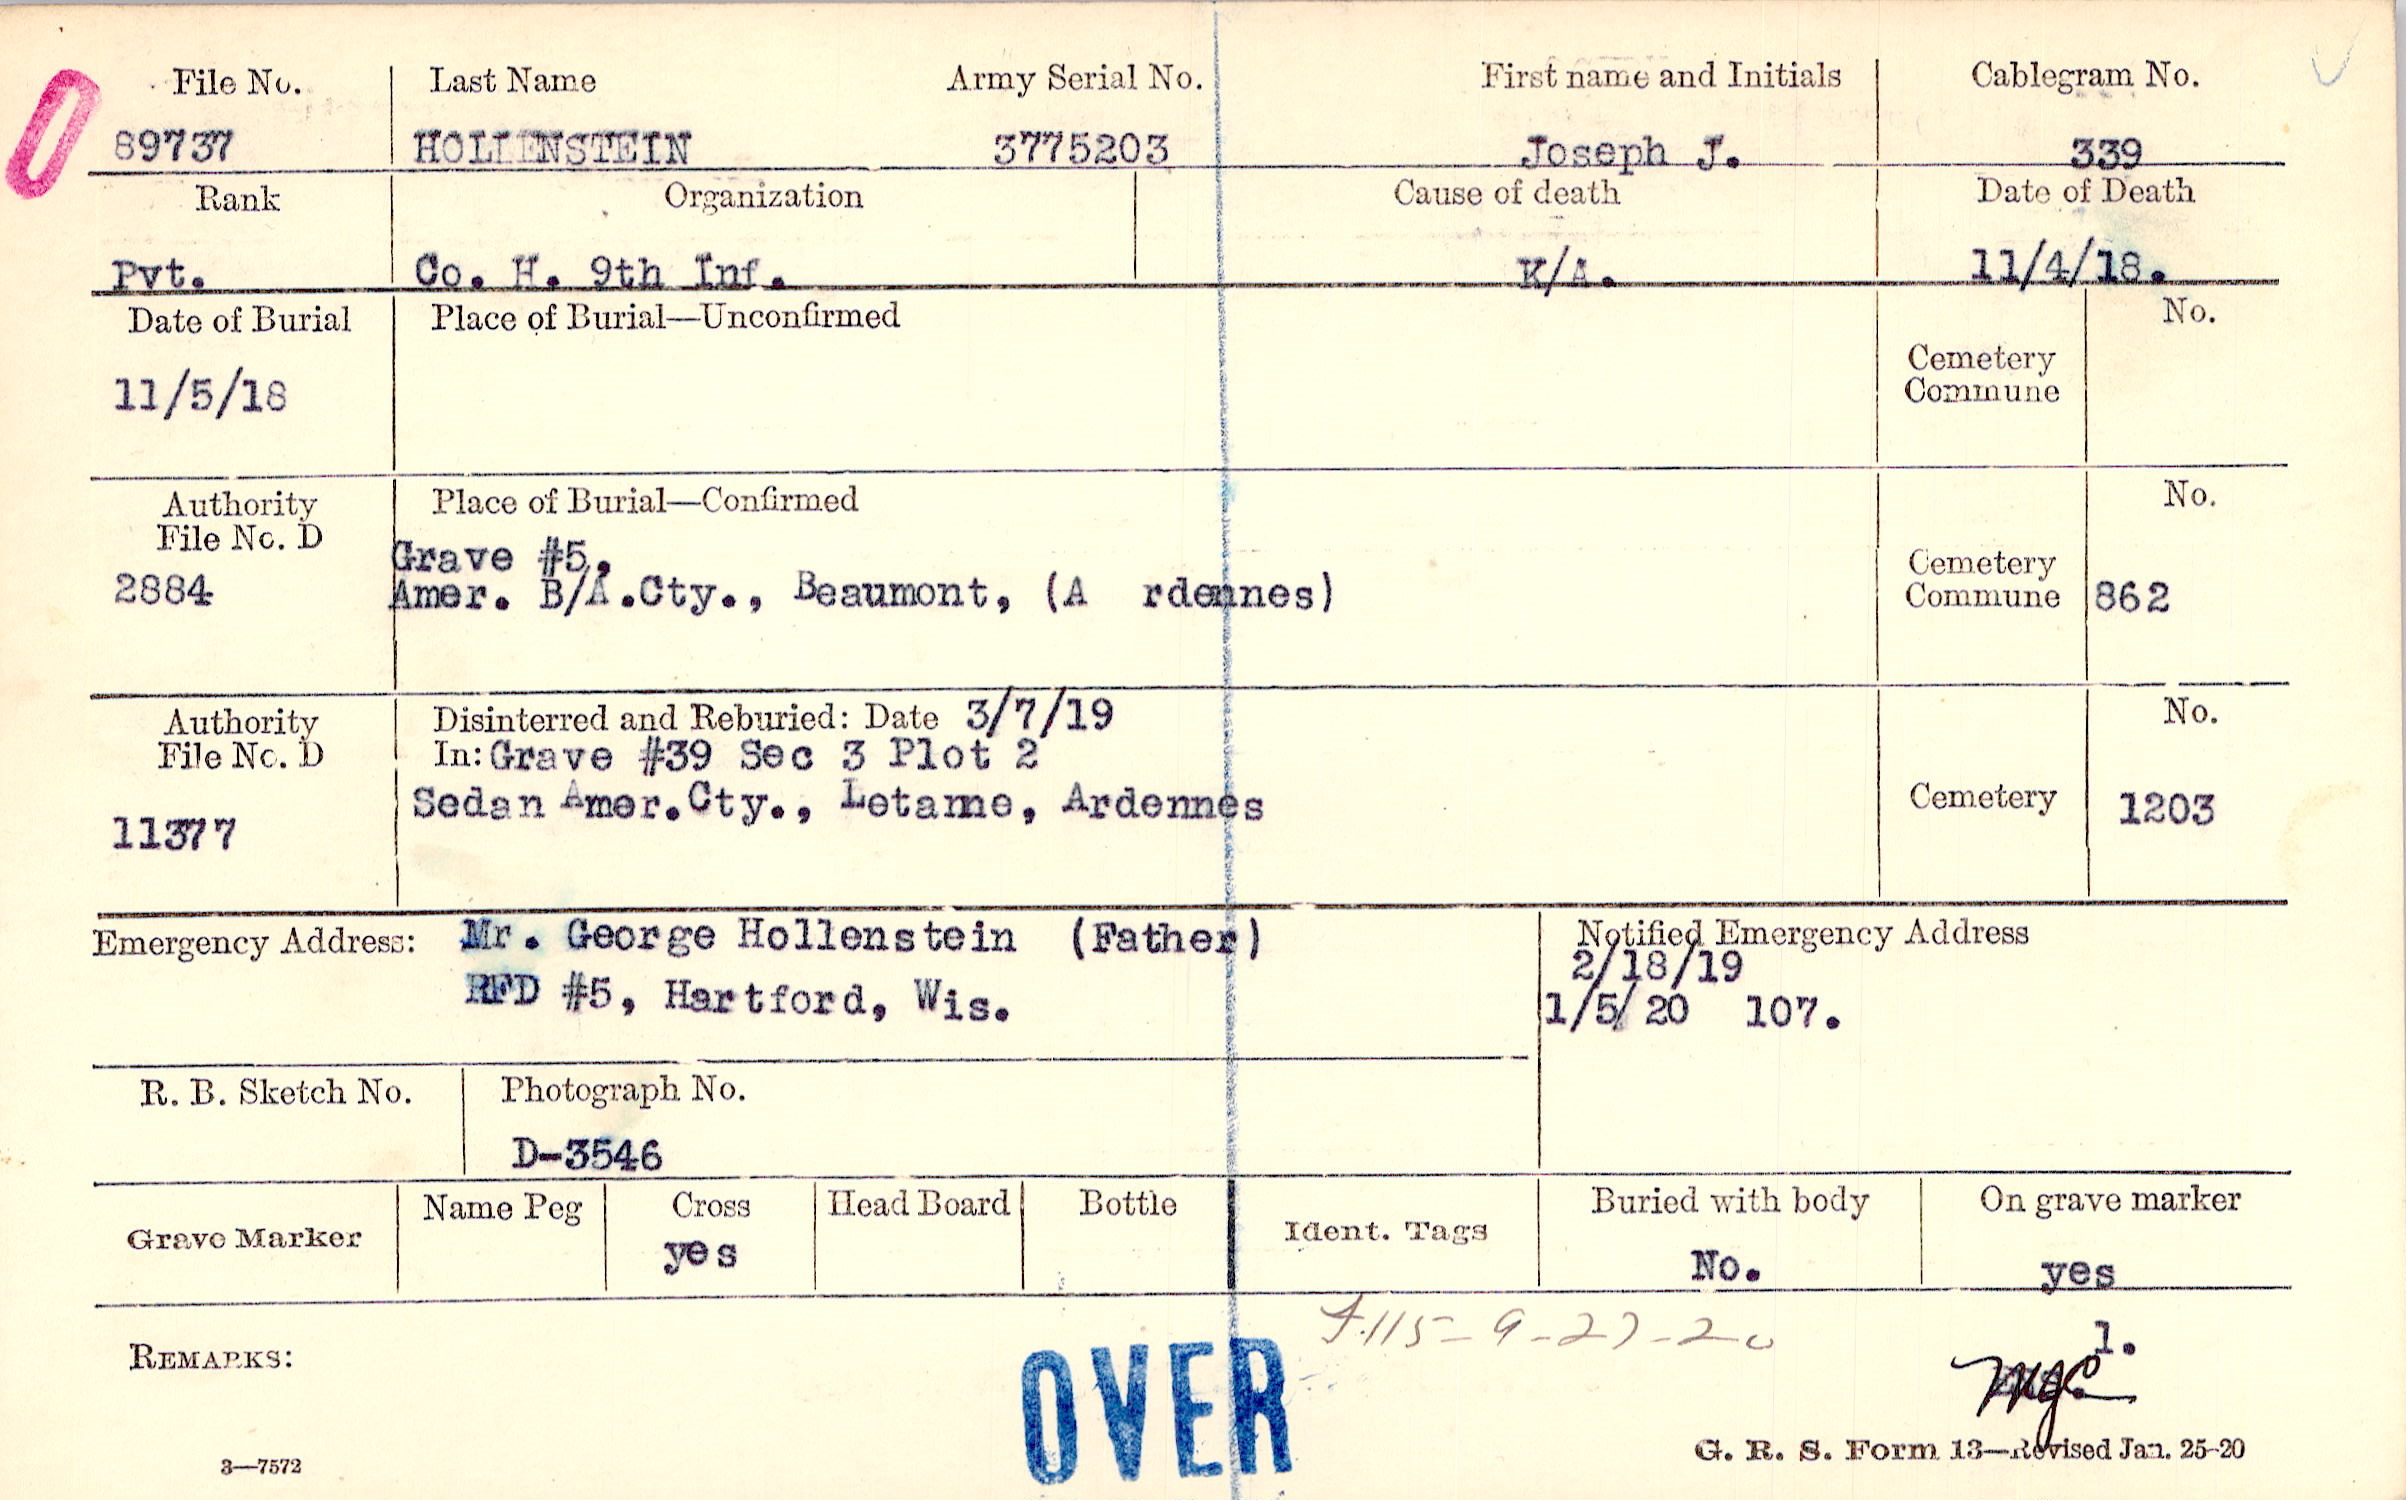 File No. Last Name Army Serial No. First name and Initials Cablegram No.
89737 HOLLENSTEIN 3775203 Joseph J. 339
Rank Organization Cause of death Date of Death
Pvt. Co. H. 9th Inf. K/A. 11/4/18.
Date of Burial Place of Burial—Unconfirmed No.
11/5/18 Cemetery
Commune
Authority Place of Burial—Confirmed No.
File No. D
Grave #5,
2884 Amer. B/A.Cty., Beaumont, (A rdennes) Cemetery
Commune 862
Authority Disinterred and Reburied: Date 3/7/19 No.
File No. D In: Grave #39 Sec 3 Plot 2
11377 Sedan Amer.Cty., Letame, Ardennes Cemetery 1203
Emergency Address: Mr. George Hollenstein (Father) Notified Emergency Address
RFD #5, Hartford, Wis. 2/18/19
1/5/20 107.
R. B. Sketch No. Photograph No.
D-3546
Grave Marker Name Peg Cross Head Board Bottle Ident. Tags Buried with body On grave marker
yes No. yes
115-9-27-20
1.
REMARKS:
OVER
3—7572
G. R. S. Form 13—Revised Jan. 25-20